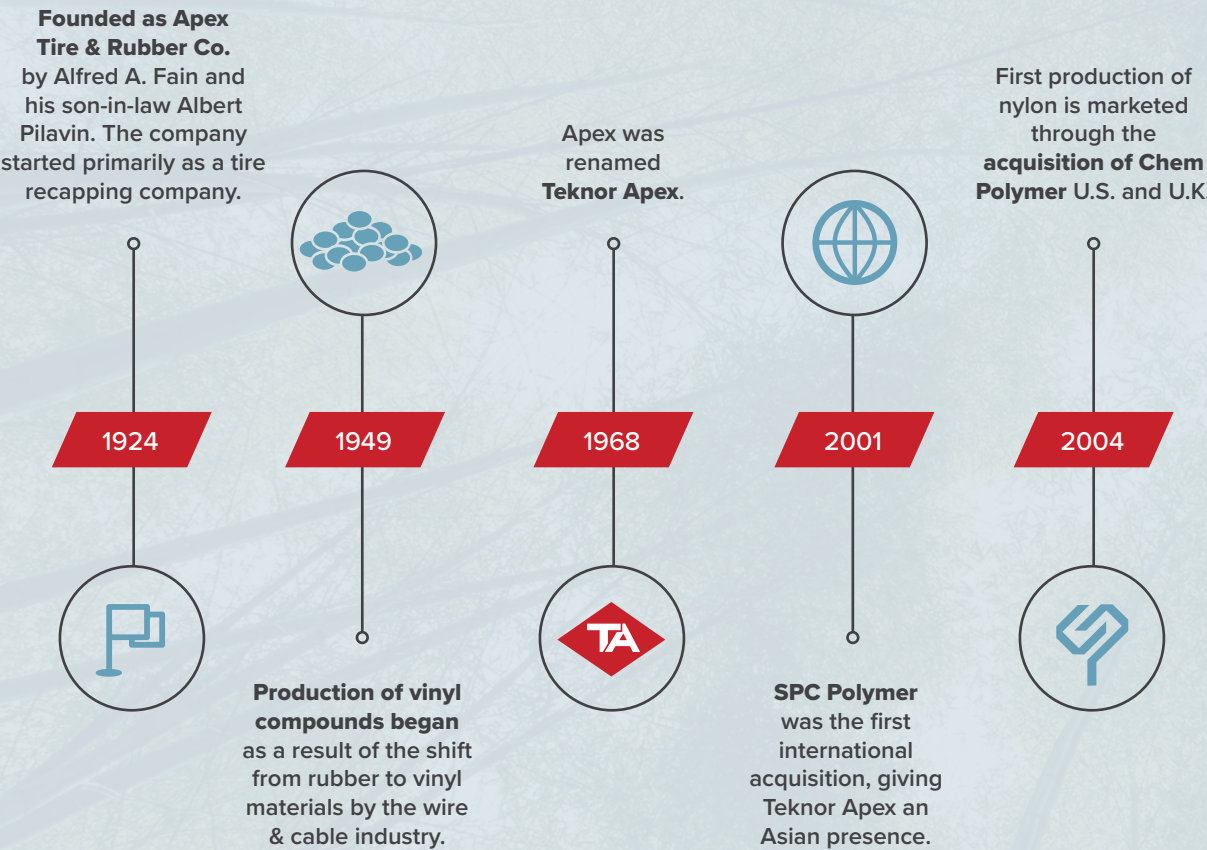 Founded as Apex
Tire & Rubber Co.
by Alfred A. Fain and
his son-in-law Albert
Pilavin. The company
started primarily as a tire
recapping company.
1924
1949
Production of vinyl
compounds began
as a result of the shift
from rubber to vinyl
materials by the wire
& cable industry.
Apex was
renamed
Teknor Apex.
1968
TA
2001
SPC Polymer
was the first
international
acquisition, giving
Teknor Apex an
Asian presence.
First production of
nylon is marketed
through the
acquisition of Chem
Polymer U.S. and U.K.
2004